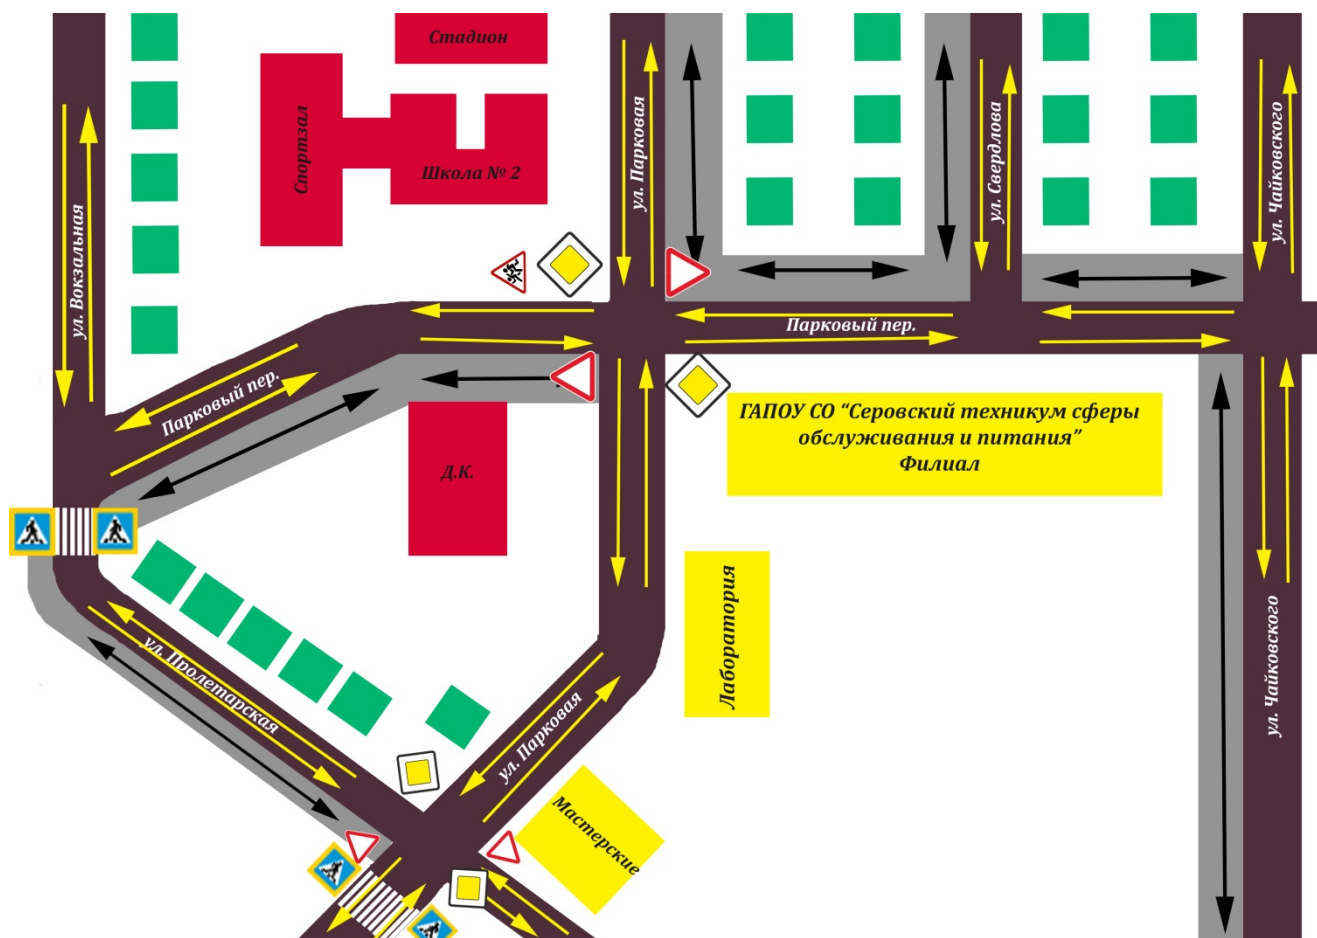 Стадион
Спортзал
Школа № 2
ул. Парковая
ул. Свердлова
ул. Чайковского
ул. Вокзальная
Парковый пер.
Парковый пер.
ГАПОУ СО “Серовский техникум сферы
обслуживания и питания”
Филиал
Д.К.
Лаборатория
ул. Пролетарская
ул. Парковая
ул. Чайковского
Мастерские